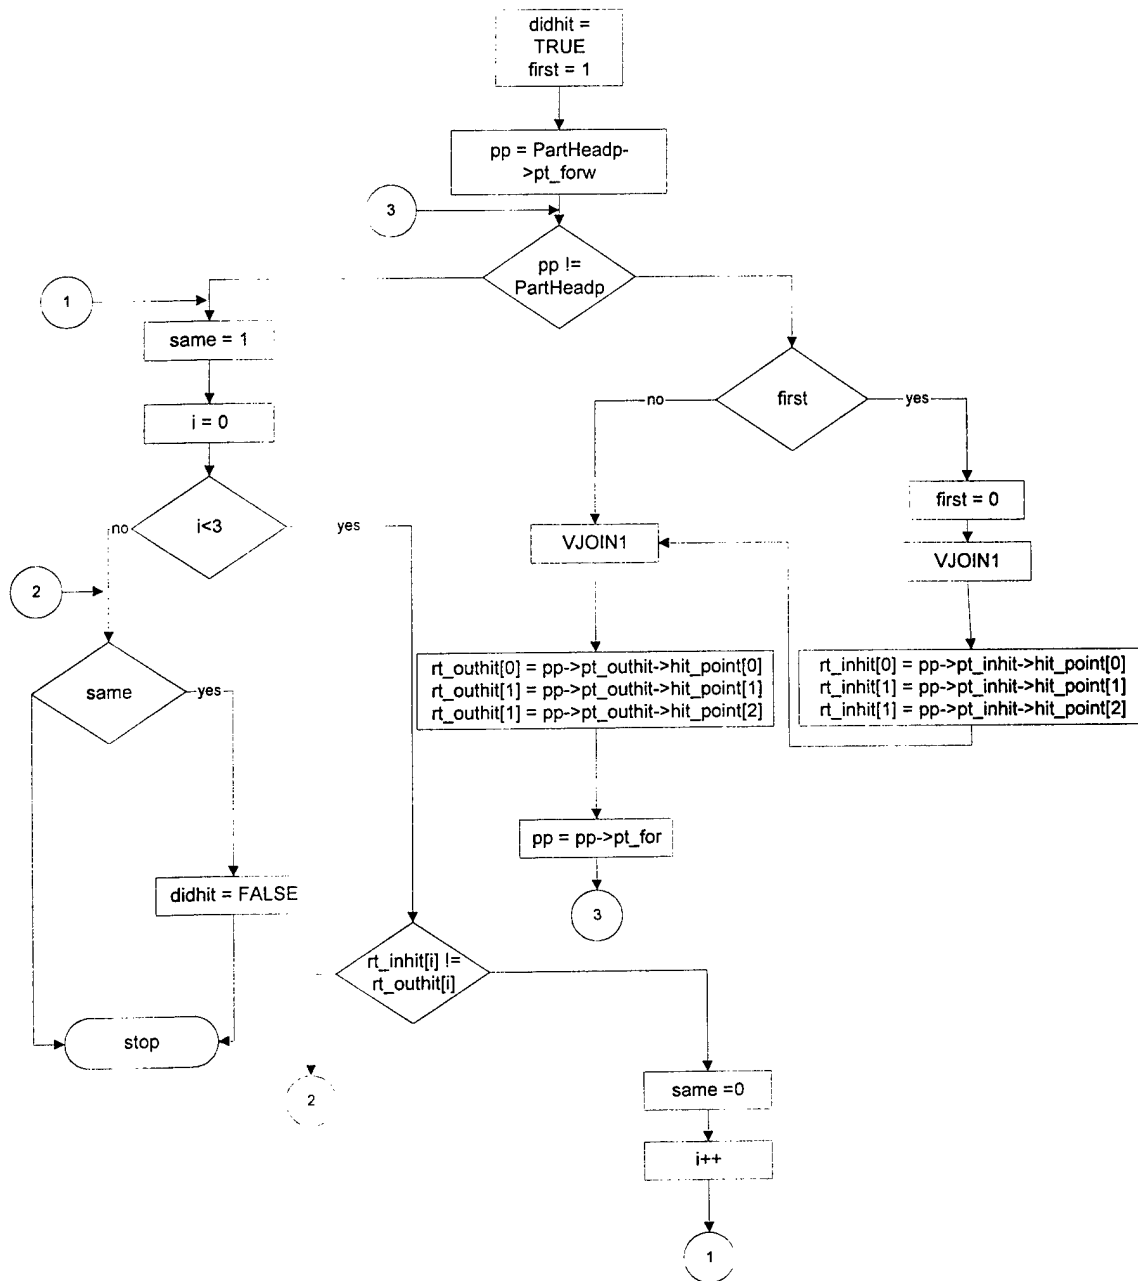 didhit =
TRUE
first = 1
pp = PartHeadp-
>pt_forw
3
pp !=
PartHeadp
1
same = 1
first
no
yes
i = 0
first = 0
i<3
no
yes
VJOIN1
VJOIN1
2
same
yes
rt_outhit[0] = pp->pt_outhit->hit_point[0]
rt_outhit[1] = pp->pt_outhit->hit_point[1]
rt_outhit[1] = pp->pt_outhit->hit_point[2]
rt_inhit[0] = pp->pt_inhit->hit_point[0]
rt_inhit[1] = pp->pt_inhit->hit_point[1]
rt_inhit[1] = pp->pt_inhit->hit_point[2]
pp = pp->pt_for
didhit = FALSE
3
rt_inhit[i] !=
rt_outhit[i]
stop
2
same =0
i++
1